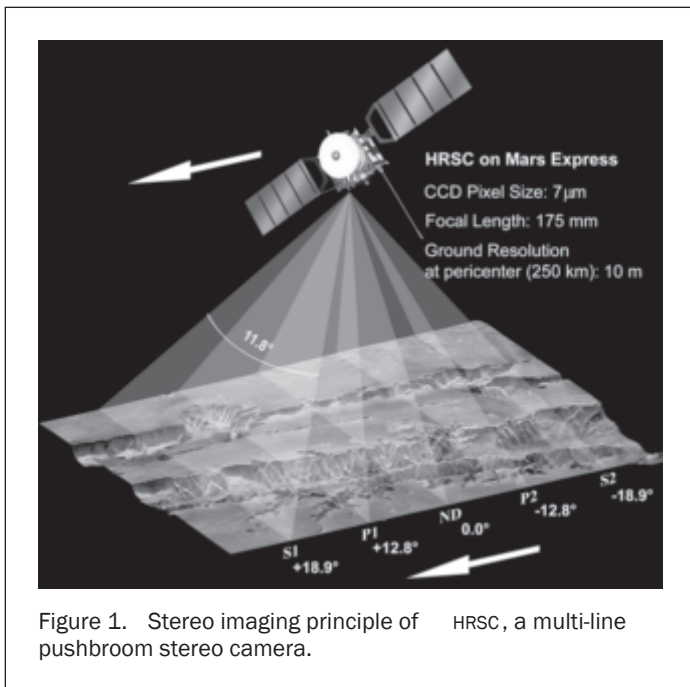 HRSC on Mars Express
CCD Pixel Size: 7µm
Focal Length: 175 mm
Ground Resolution
at pericenter (250 km): 10 m
11.8°
S2
-18.9°
P2
-12.8°
ND
0.0°
P1
+12.8°
S1
+18.9°
Figure 1. Stereo imaging principle of HRSC, a multi-line
pushbroom stereo camera.